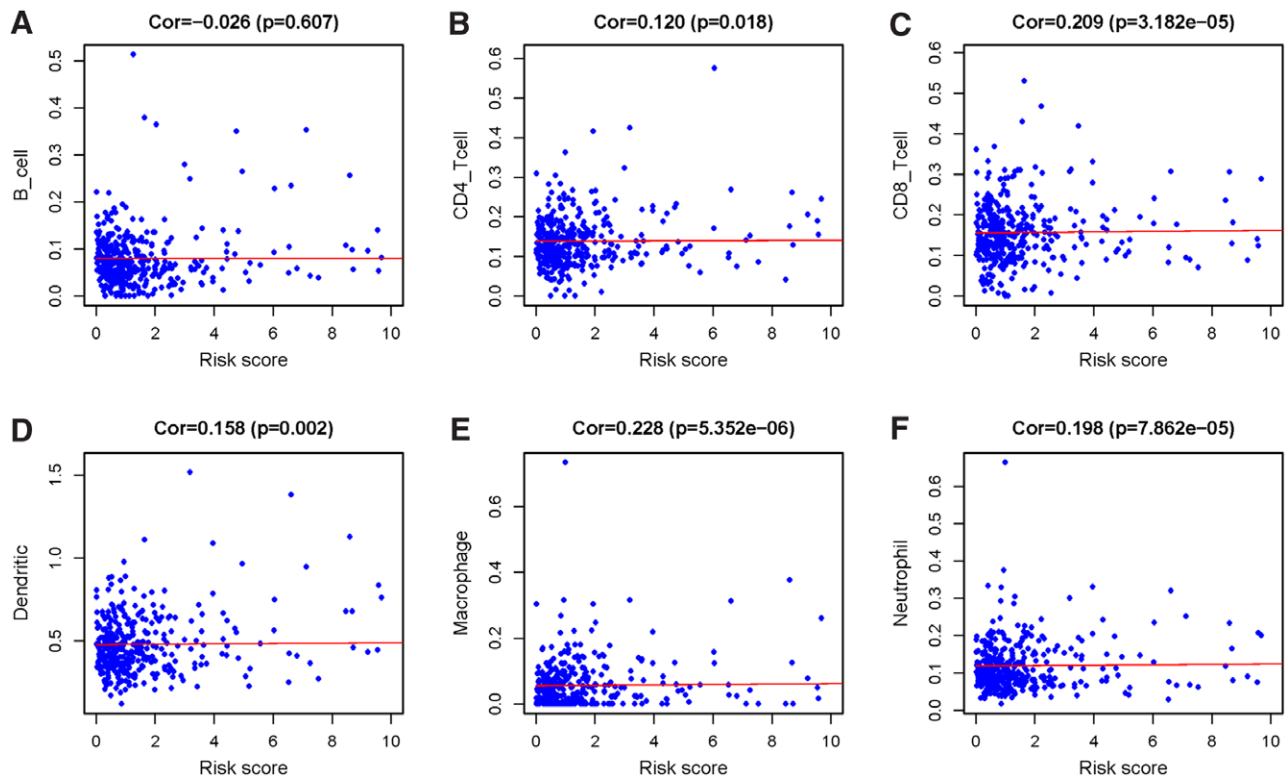 A
Cor=−0.026 (p=0.607)
B_cell
0.5
0.4
0.3
0.2
0.1
0.0
0 2 4 6 8 10
Risk score
B
Cor=0.120 (p=0.018)
CD4_Tcell
0.6
0.5
0.4
0.3
0.2
0.1
0.0
0 2 4 6 8 10
Risk score
C
Cor=0.209 (p=3.182e−05)
CD8_Tcell
0.6
0.5
0.4
0.3
0.2
0.1
0.0
0 2 4 6 8 10
Risk score
D
Cor=0.158 (p=0.002)
Dendritic
1.5
1.0
0.5
0 2 4 6 8 10
Risk score
E
Cor=0.228 (p=5.352e−06)
Macrophage
0.6
0.4
0.2
0.0
0 2 4 6 8 10
Risk score
F
Cor=0.198 (p=7.862e−05)
Neutrophil
0.6
0.5
0.4
0.3
0.2
0.1
0.0
0 2 4 6 8 10
Risk score